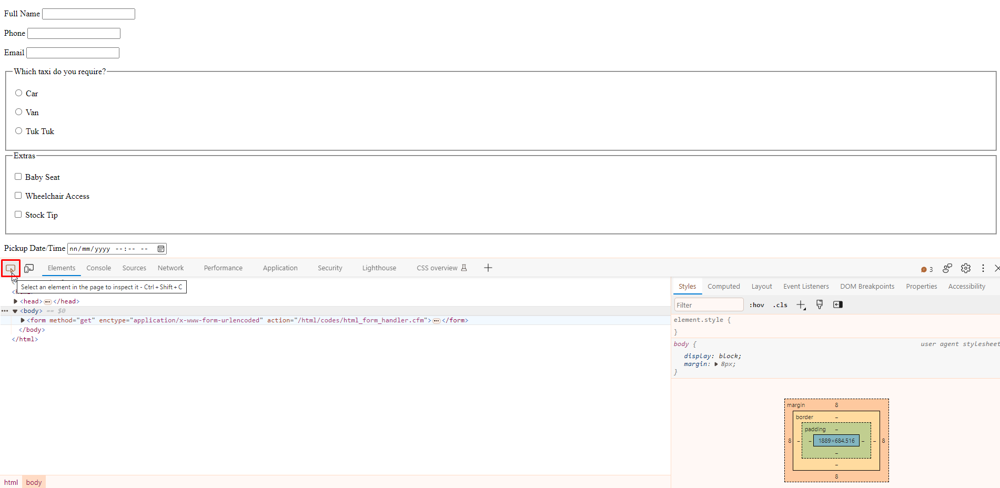 Full Name
Phone
Email
Which taxi do you require?
Car
Van
Tuk Tuk
Extras
Baby Seat
Wheelchair Access
Stock Tip
Pickup Date/Time nn/mm/yyyy --:-- --
Elements Console Sources Network Performance Application Security Lighthouse CSS overview 3
Select an element in the page to inspect it - Ctrl + Shift + C
<head>…</head>
<body> == $0
<form method="get" enctype="application/x-www-form-urlencoded" action="/html/codes/html_form_handler.cfm">…</form>
</body>
</html>
html body
Styles Computed Layout Event Listeners DOM Breakpoints Properties Accessibility
Filter :hov .cls
element.style {
}
body { user agent stylesheet
display: block;
margin: 8px;
}
margin 8
border –
padding –
8 – – 1889×684.516 – – 8
–
–
8